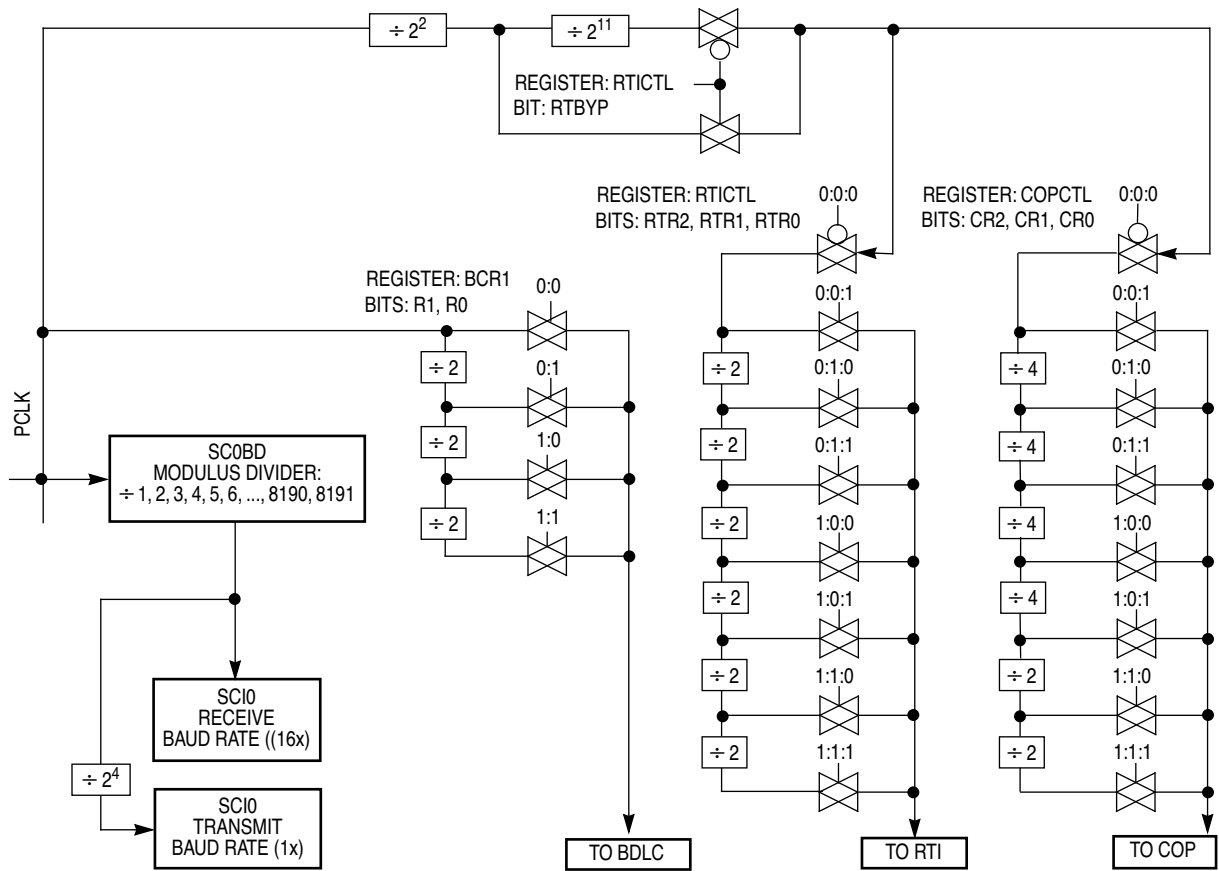 ÷ 2²
÷ 2¹¹
REGISTER: RTICTL
BIT: RTBYP
REGISTER: RTICTL
BITS: RTR2, RTR1, RTR0
0:0:0
REGISTER: COPCTL
BITS: CR2, CR1, CR0
0:0:0
REGISTER: BCR1
BITS: R1, R0
0:0
0:0:1
0:0:1
÷ 2
0:1
÷ 2
0:1:0
÷ 4
0:1:0
PCLK
SC0BD
MODULUS DIVIDER:
÷ 1, 2, 3, 4, 5, 6, ..., 8190, 8191
÷ 2
1:0
÷ 2
0:1:1
÷ 4
0:1:1
÷ 2
1:1
÷ 2
1:0:0
÷ 4
1:0:0
÷ 2
1:0:1
÷ 4
1:0:1
÷ 2
1:1:0
÷ 2
1:1:0
SCI0
RECEIVE
BAUD RATE ((16x)
÷ 2
1:1:1
÷ 2
1:1:1
÷ 2⁴
SCI0
TRANSMIT
BAUD RATE (1x)
TO BDLC
TO RTI
TO COP